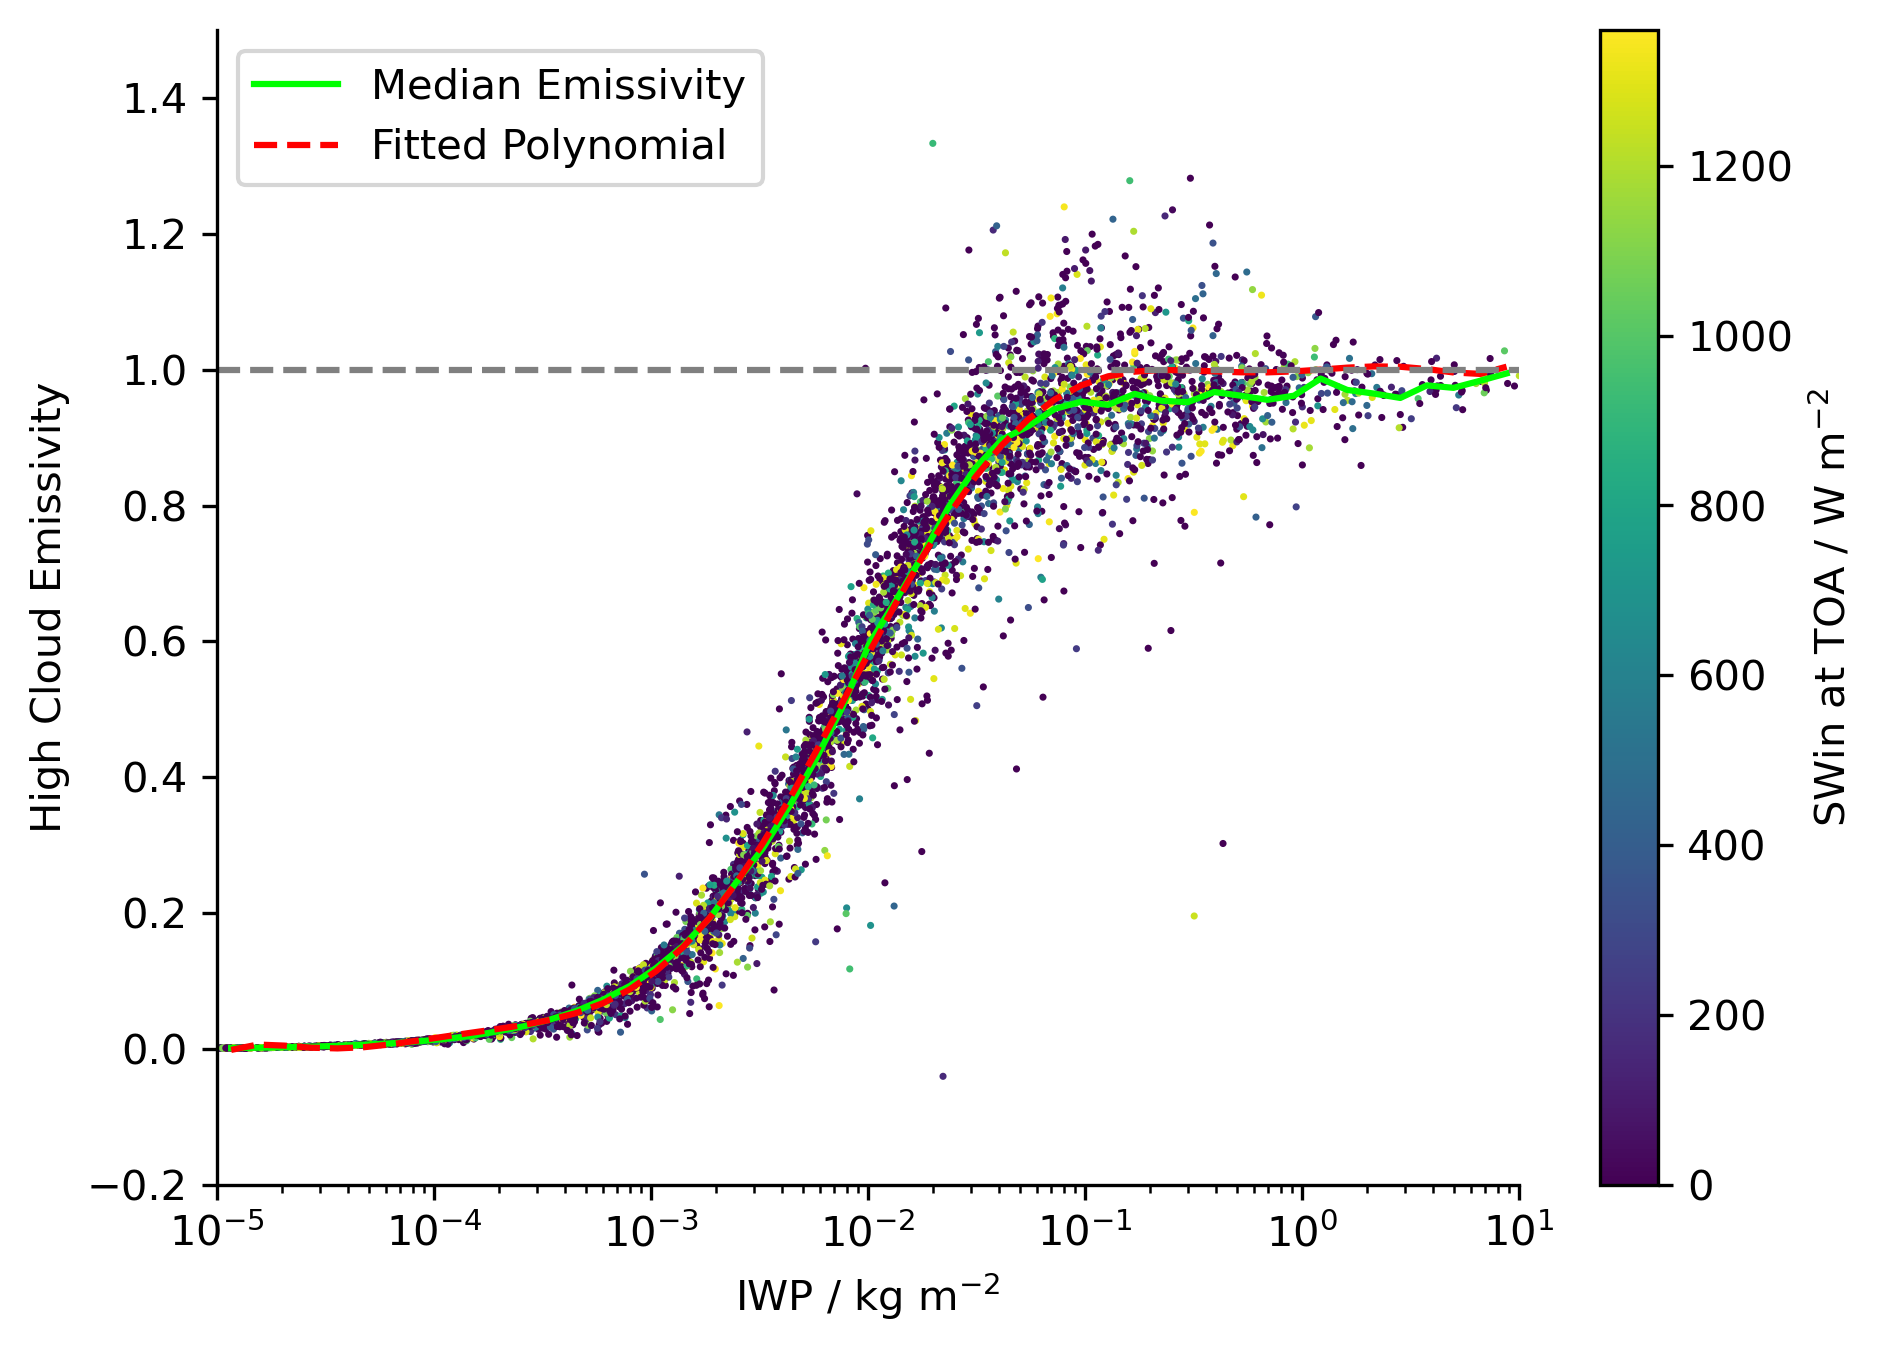 Median Emissivity
Fitted Polynomial
High Cloud Emissivity
1.4
1.2
1.0
0.8
0.6
0.4
0.2
0.0
−0.2
10⁻⁵ 10⁻⁴ 10⁻³ 10⁻² 10⁻¹ 10⁰ 10¹
IWP / kg m⁻²
1200
1000
800
600
400
200
0
SWin at TOA / W m⁻²